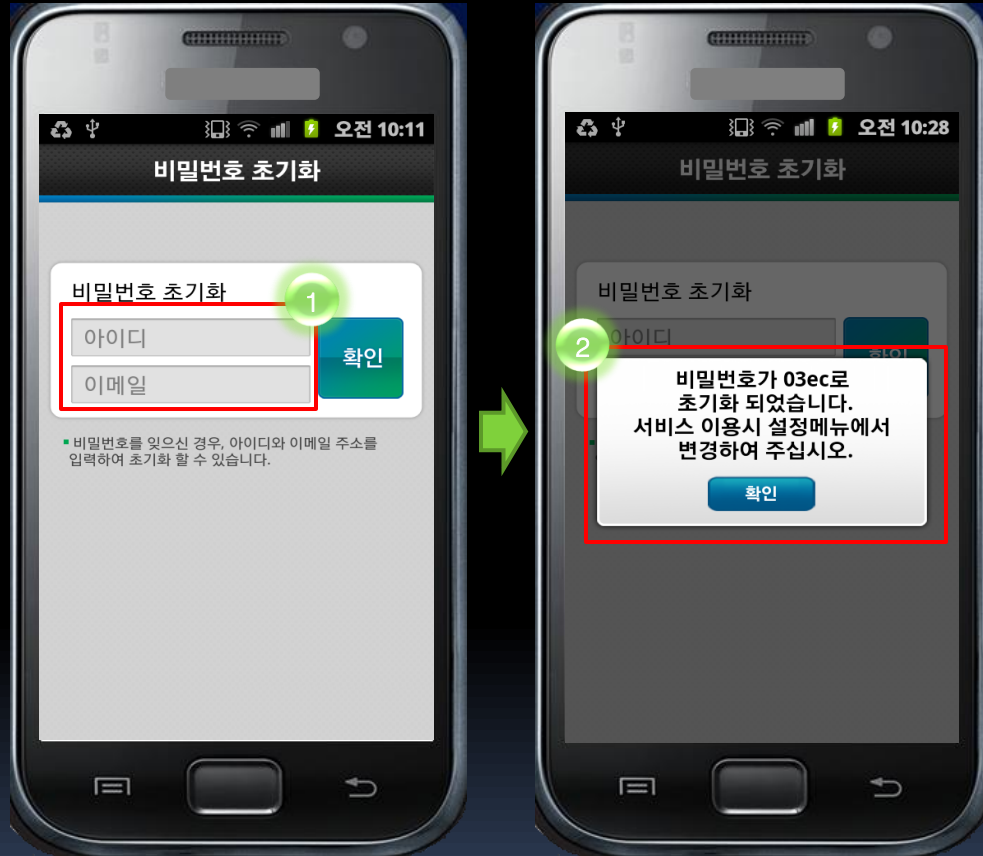 오전 10:11
비밀번호 초기화
비밀번호 초기화
1
아이디
확인
이메일
비밀번호를 잊으신 경우, 아이디와 이메일 주소를
입력하여 초기화 할 수 있습니다.
오전 10:28
비밀번호 초기화
비밀번호 초기화
2
아이디
확인
비밀번호가 03ec로
초기화 되었습니다.
서비스 이용시 설정메뉴에서
변경하여 주십시오.
확인